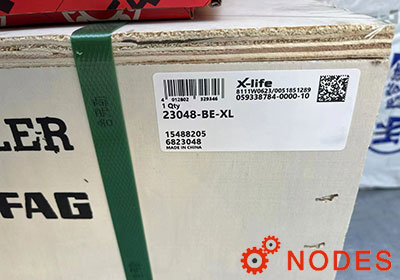 X-life
8111W0623/0051851289
059338784-0000-10
4 012802 329346
1 Qty
23048-BE-XL
15488205
6823048
MADE IN CHINA
LER
FAG
NODES